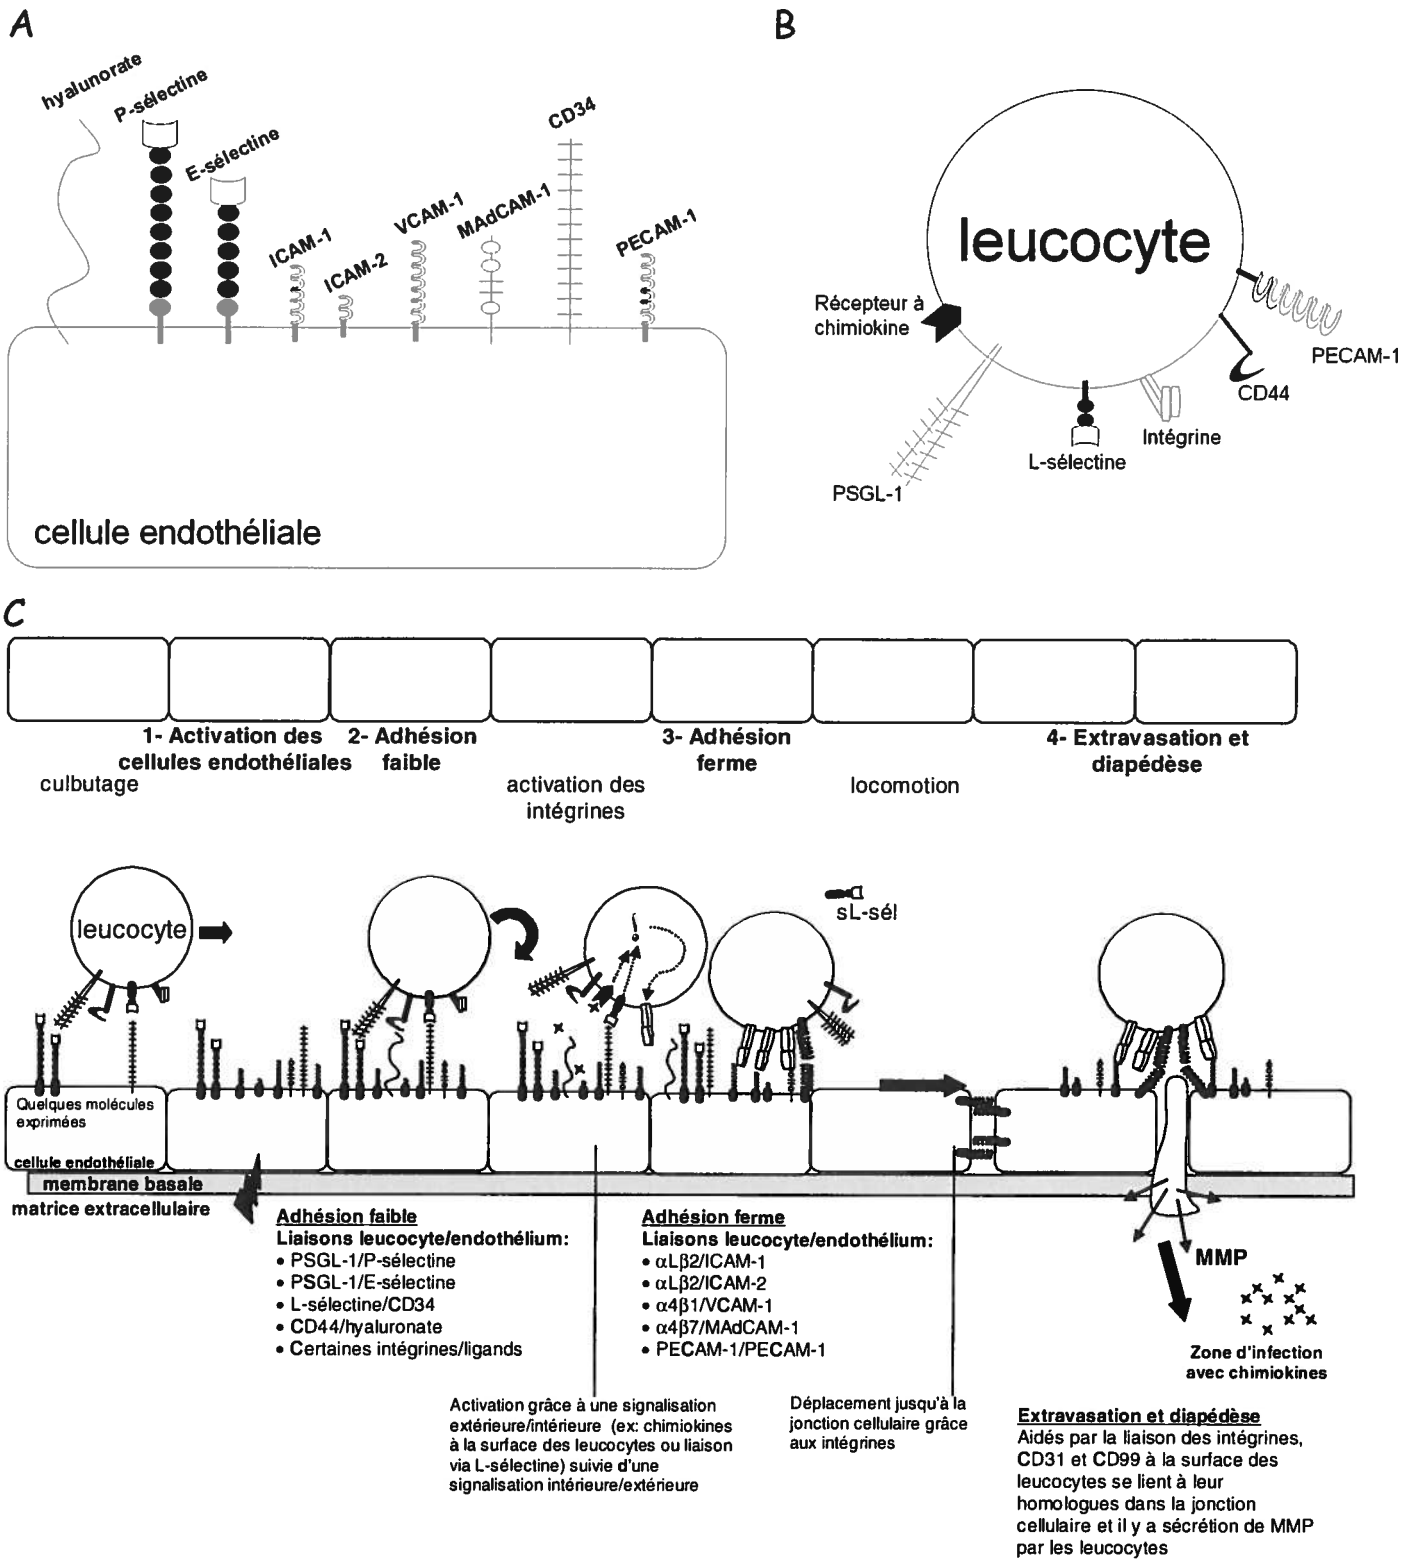 A
hyalunorate
P-sélectine
E-sélectine
ICAM-1
ICAM-2
VCAM-1
MAdCAM-1
CD34
PECAM-1
cellule endothéliale
B
leucocyte
Récepteur à
chimiokine
PECAM-1
CD44
Intégrine
L-sélectine
PSGL-1
C
1- Activation des
cellules endothéliales
2- Adhésion
faible
3- Adhésion
ferme
4- Extravasation et
diapédèse
culbutage
activation des
intégrines
locomotion
leucocyte
sL-sél
Quelques molécules
exprimées
cellule endothéliale
membrane basale
matrice extracellulaire
Adhésion faible
Liaisons leucocyte/endothélium:
• PSGL-1/P-sélectine
• PSGL-1/E-sélectine
• L-sélectine/CD34
• CD44/hyaluronate
• Certaines intégrines/ligands
Adhésion ferme
Liaisons leucocyte/endothélium:
• αLβ2/ICAM-1
• αLβ2/ICAM-2
• α4β1/VCAM-1
• α4β7/MAdCAM-1
• PECAM-1/PECAM-1
MMP
Zone d'infection
avec chimiokines
Activation grâce à une signalisation
extérieure/intérieure (ex: chimiokines
à la surface des leucocytes ou liaison
via L-sélectine) suivie d'une
signalisation intérieure/extérieure
Déplacement jusqu'à la
jonction cellulaire grâce
aux intégrines
Extravasation et diapédèse
Aidés par la liaison des intégrines,
CD31 et CD99 à la surface des
leucocytes se lient à leur
homologues dans la jonction
cellulaire et il y a sécrétion de MMP
par les leucocytes